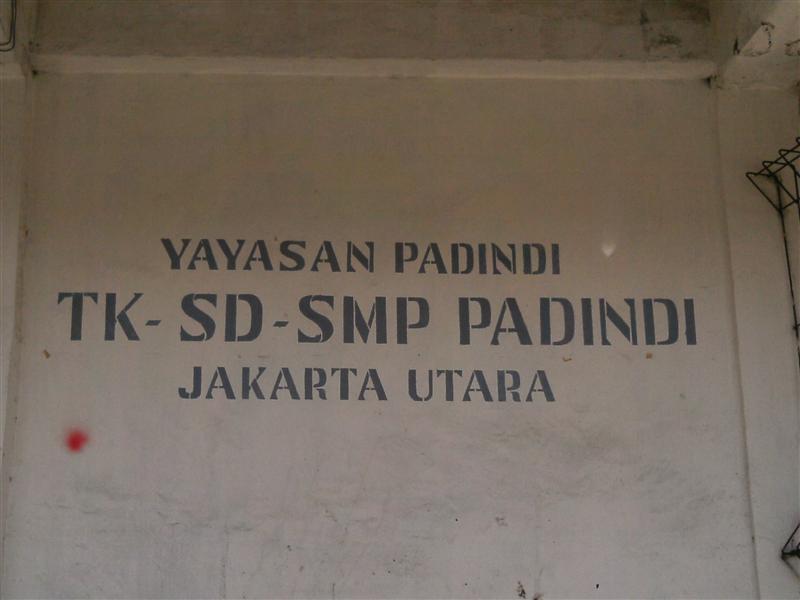 YAYASAN PADINDI
TK- SD-SMP PADINDI
JAKARTA UTARA